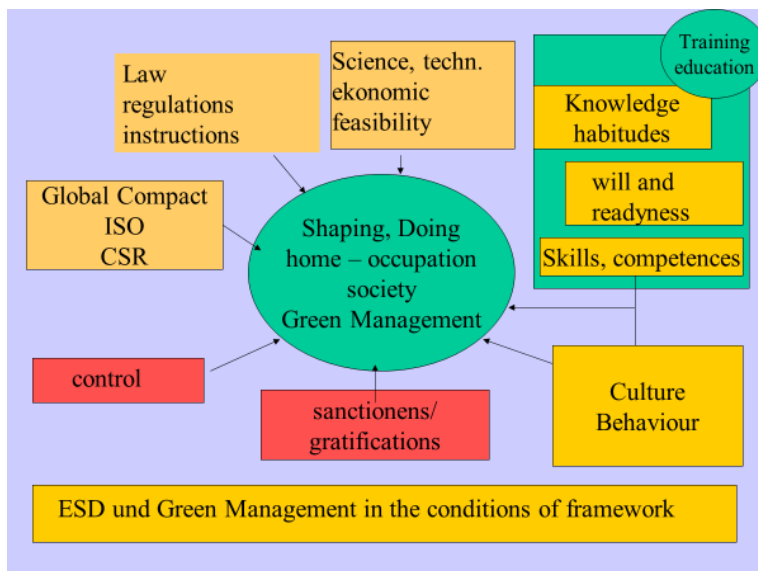 Law
regulations
instructions
Science, techn.
ekonomic
feasibility
Training
education
Knowledge
habitudes
will and
readyness
Skills, competences
Global Compact
ISO
CSR
Shaping, Doing
home – occupation
society
Green Management
control
sanctionens/
gratifications
Culture
Behaviour
ESD und Green Management in the conditions of framework